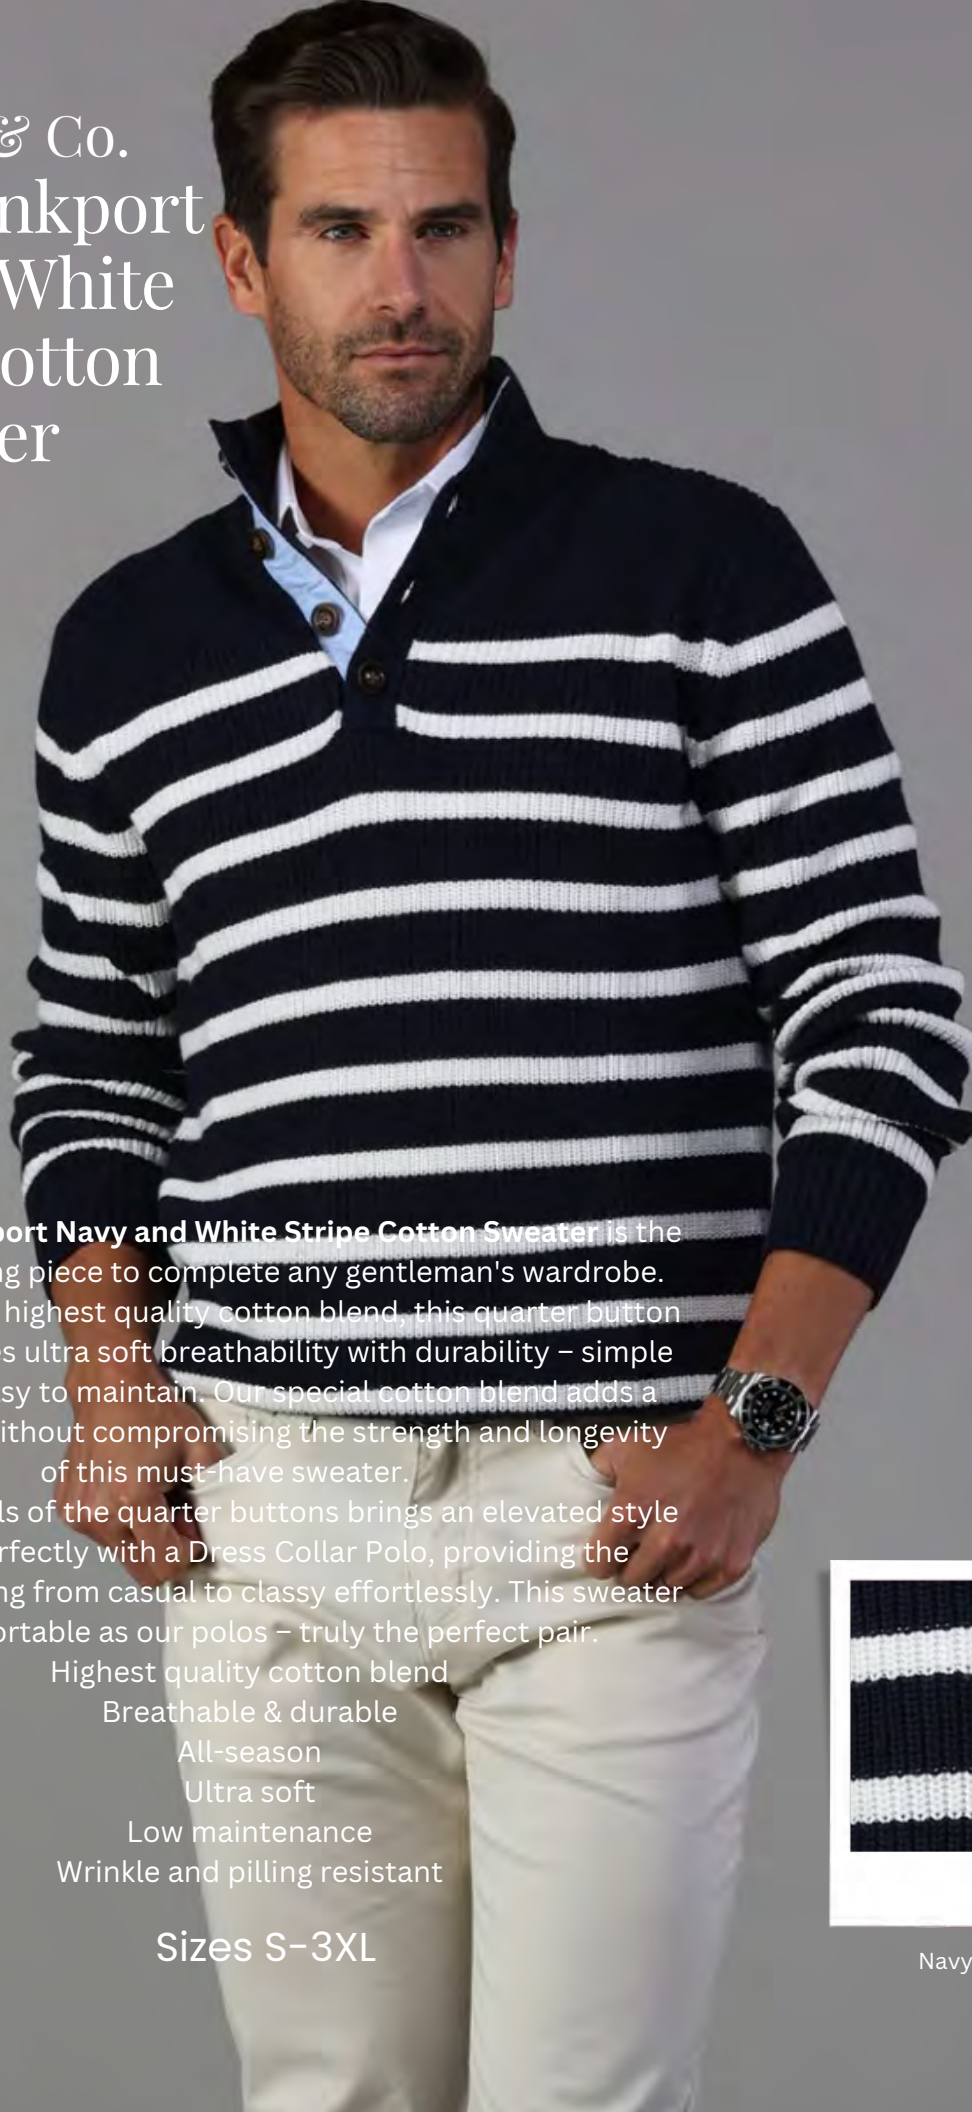 & Co.
nkport
White
otton
er
port Navy and White Stripe Cotton Sweater is the
ng piece to complete any gentleman's wardrobe.
highest quality cotton blend, this quarter button
es ultra soft breathability with durability – simple
sy to maintain. Our special cotton blend adds a
ithout compromising the strength and longevity
of this must-have sweater.
ls of the quarter buttons brings an elevated style
rfectly with a Dress Collar Polo, providing the
ng from casual to classy effortlessly. This sweater
ortable as our polos – truly the perfect pair.
Highest quality cotton blend
Breathable & durable
All-season
Ultra soft
Low maintenance
Wrinkle and pilling resistant
Sizes S-3XL
Navy